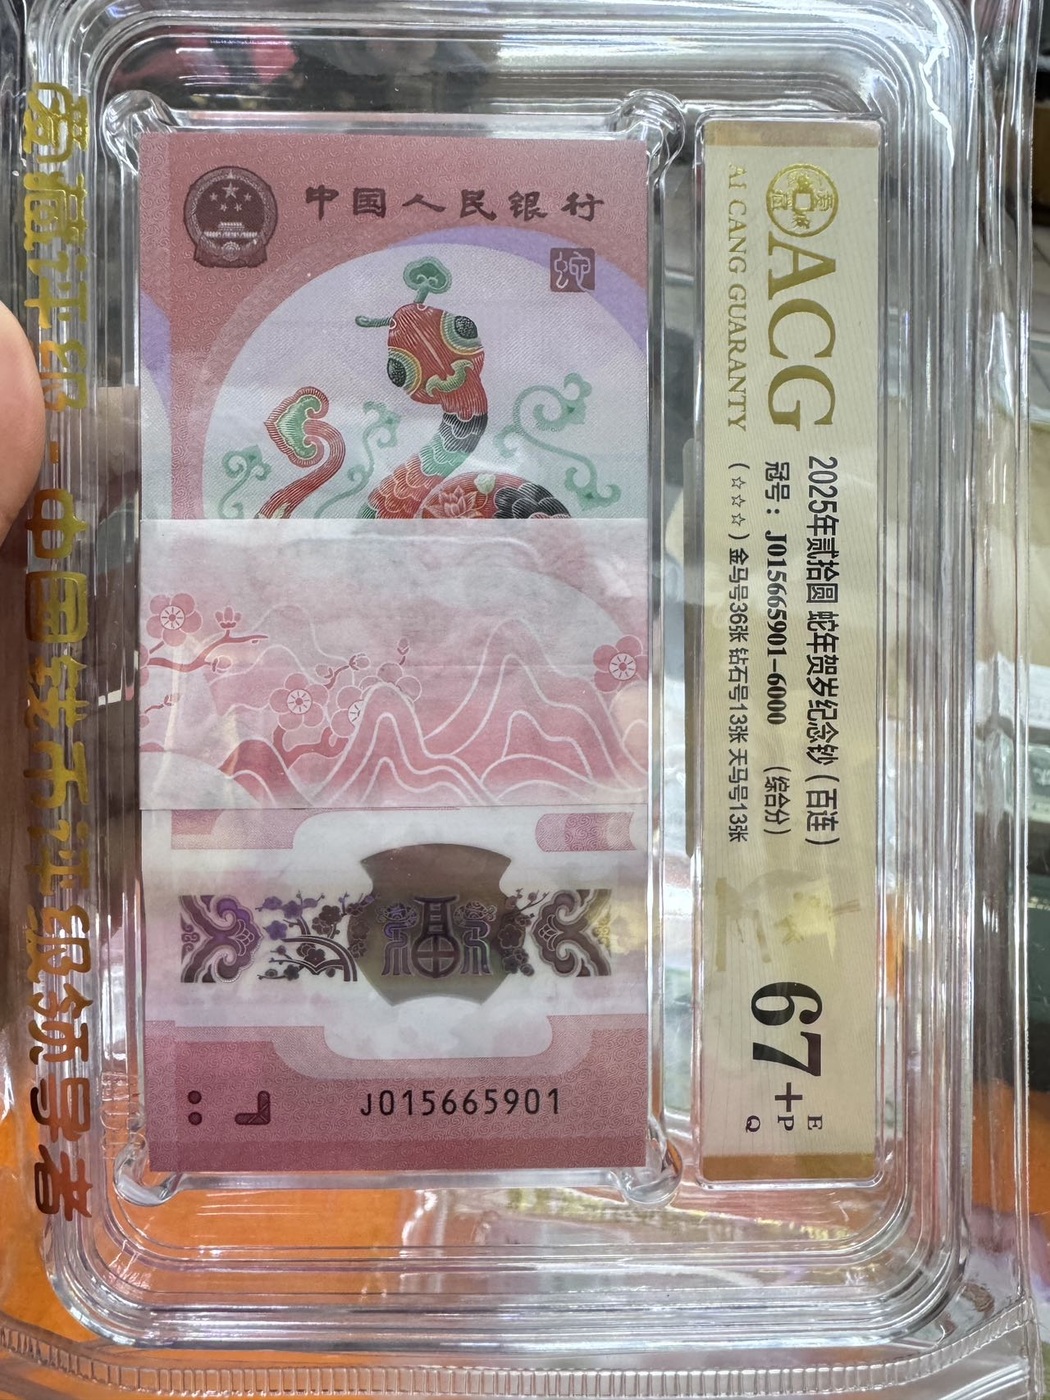 中国人民银行
蛇
福
J015665901
ACG
AI CANG GUARANTY
2025年贰拾圆 蛇年贺岁纪念钞（百连）
冠号：J015665901-6000 （综合分）
（☆☆☆）金马号36张 钻石号13张 天马号13张
67+
E
P
Q
爱藏评级-中国钱币评级领导者